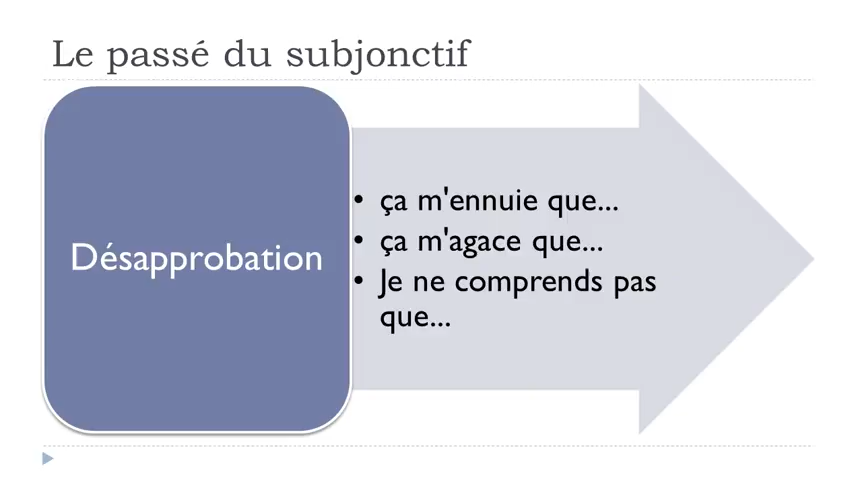 Le passé du subjonctif
Désapprobation
• ça m'ennuie que...
• ça m'agace que...
• Je ne comprends pas
que...